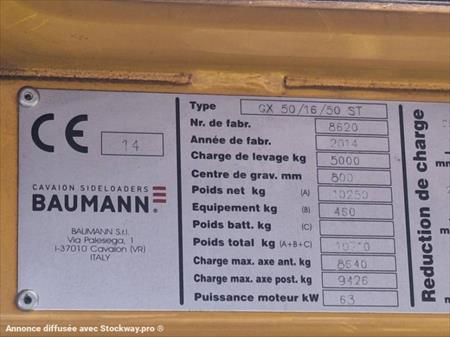 CE
14
CAVAION SIDELOADERS
BAUMANN
BAUMANN S.r.l.
Via Palesega, 1
I-37010 Cavaion (VR)
ITALY
Type GX 50/16/50 ST
Nr. de fabr. 8620
Année de fabr. 2014
Charge de levage kg 5000
Centre de grav. mm 800
Poids net kg (A) 10250
Equipement kg (B) 460
Poids batt. kg (C)
Poids total kg (A+B+C) 10710
Charge max. axe ant. kg 8640
Charge max. axe post. kg 9426
Puissance moteur kW 63
Reduction de charge
Annonce diffusée avec Stockway.pro ®